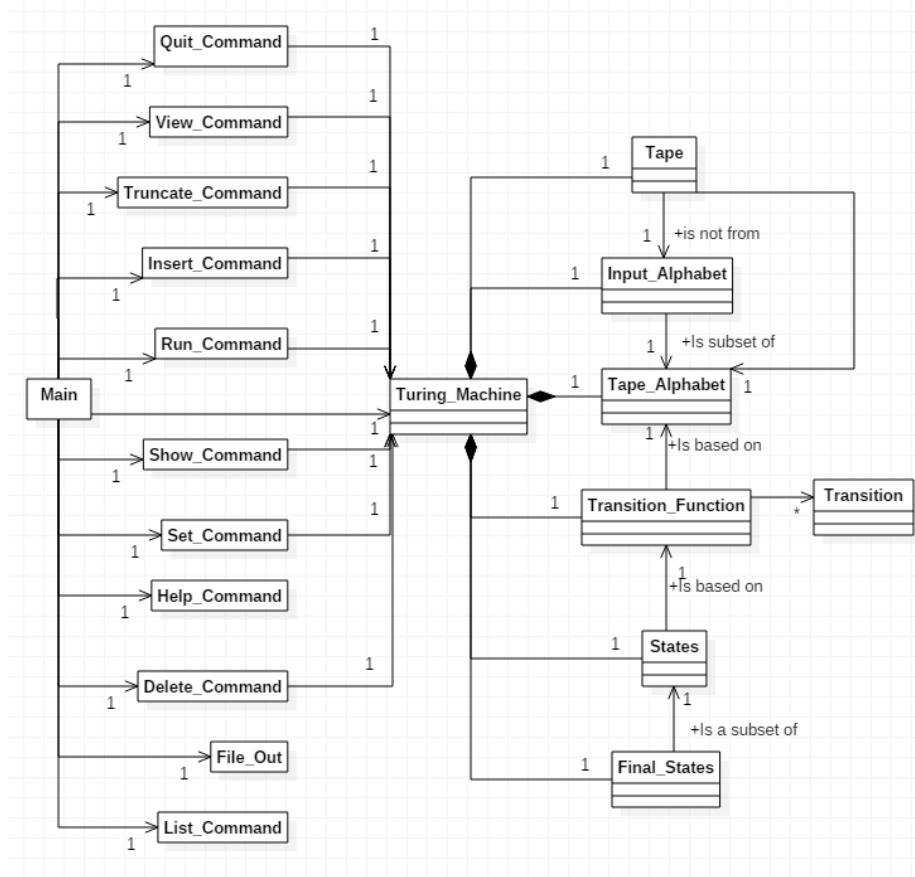 Quit_Command
1
1
View_Command
1
1
Truncate_Command
1
1
Insert_Command
1
1
Run_Command
1
1
Main
Turing_Machine
1
Show_Command
1
1
Set_Command
1
1
Help_Command
1
Delete_Command
1
1
File_Out
1
List_Command
1
Tape
1
1
+is not from
Input_Alphabet
1
1
+Is subset of
Tape_Alphabet
1
1
1
+Is based on
Transition_Function
1
Transition
*
1
+Is based on
States
1
1
+Is a subset of
Final_States
1